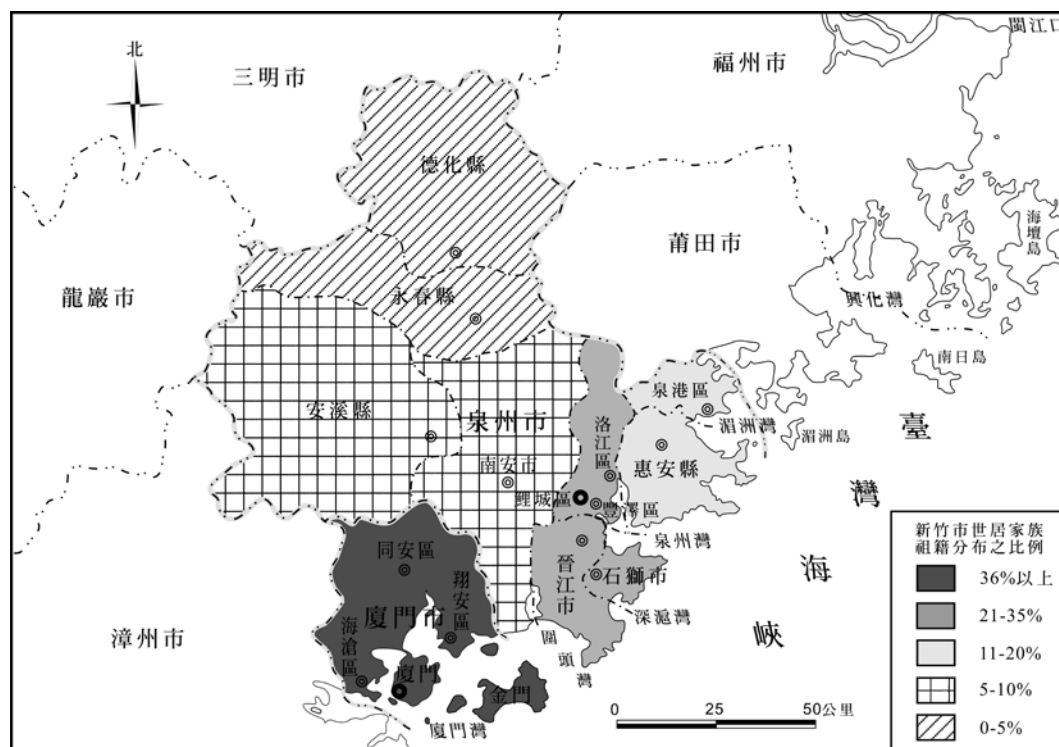 北
三明市
福州市
閩江口
德化縣
莆田市
海壇島
龍巖市
永春縣
興化灣
南日島
泉港區
安溪縣
泉州市
洛江區
湄洲灣
湄洲島
惠安縣
南安市
鯉城區
豐澤區
泉州灣
同安區
翔安區
晉江市
石獅市
深滬灣
廈門市
漳州市
海滄區
圍頭灣
廈門
金門
廈門灣
臺灣海峽
0 25 50公里
新竹市世居家族
祖籍分布之比例
36%以上
21-35%
11-20%
5-10%
0-5%